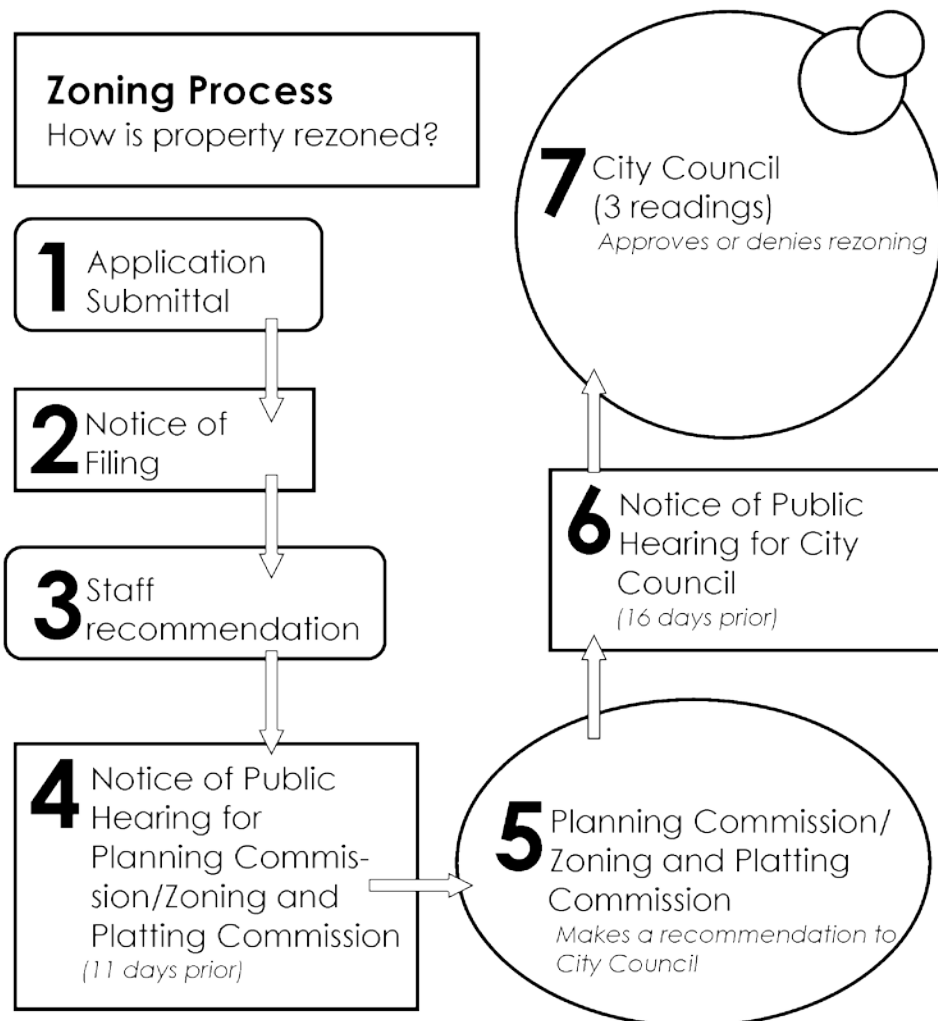 Zoning Process
How is property rezoned?
1 Application
Submittal
2 Notice of
Filing
3 Staff
recommendation
4 Notice of Public
Hearing for
Planning Commis-
sion/Zoning and
Platting Commission
(11 days prior)
5 Planning Commission/
Zoning and Platting
Commission
Makes a recommendation to
City Council
6 Notice of Public
Hearing for City
Council
(16 days prior)
7 City Council
(3 readings)
Approves or denies rezoning